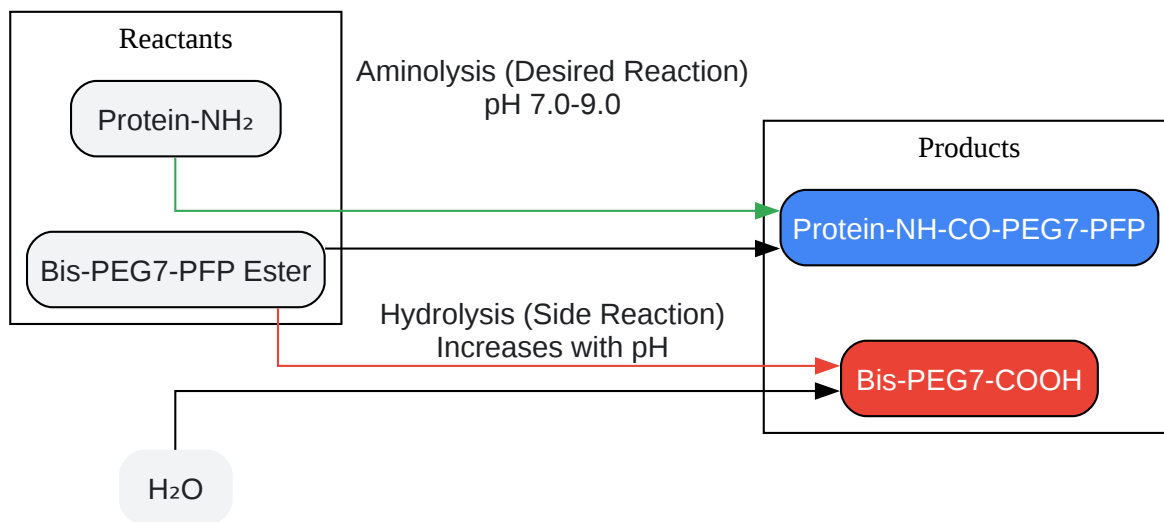 Reactants
Protein-NH₂
Bis-PEG7-PFP Ester
Aminolysis (Desired Reaction)
pH 7.0-9.0
Hydrolysis (Side Reaction)
Increases with pH
H₂O
Products
Protein-NH-CO-PEG7-PFP
Bis-PEG7-COOH